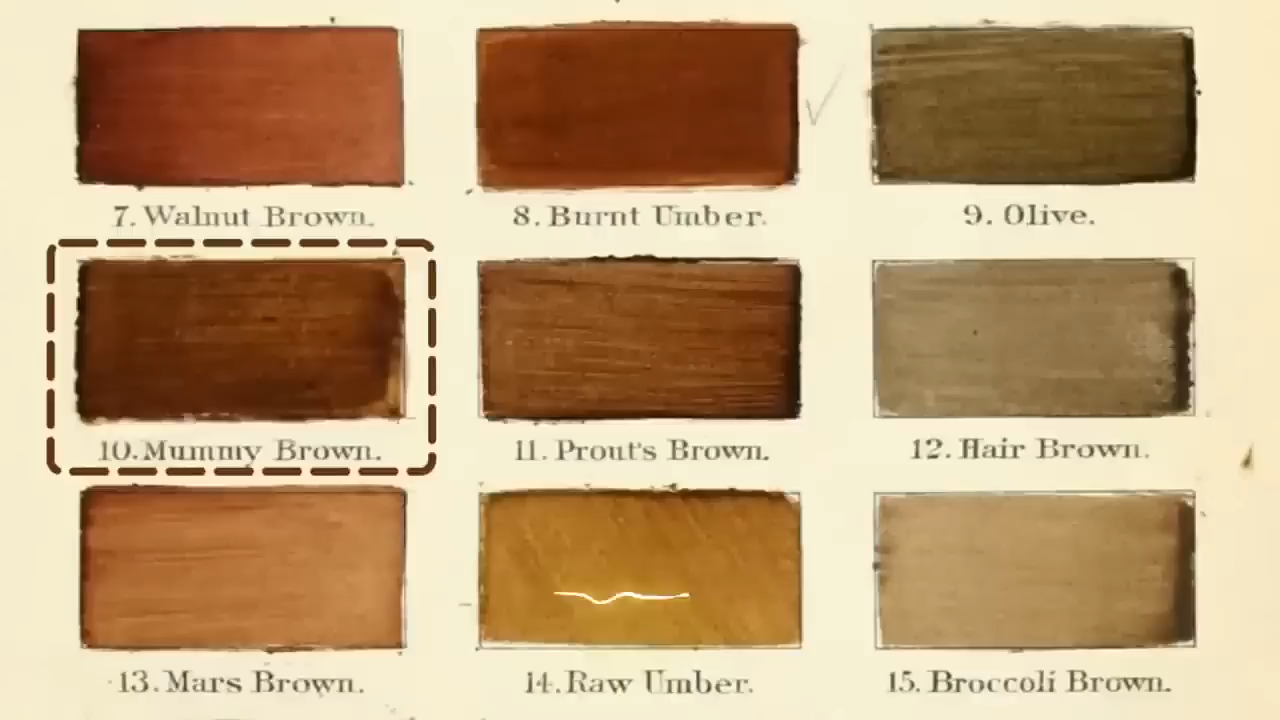 7. Walnut Brown.
8. Burnt Umber.
9. Olive.
10. Mummy Brown.
11. Prout's Brown.
12. Hair Brown.
13. Mars Brown.
14. Raw Umber.
15. Broccoli Brown.